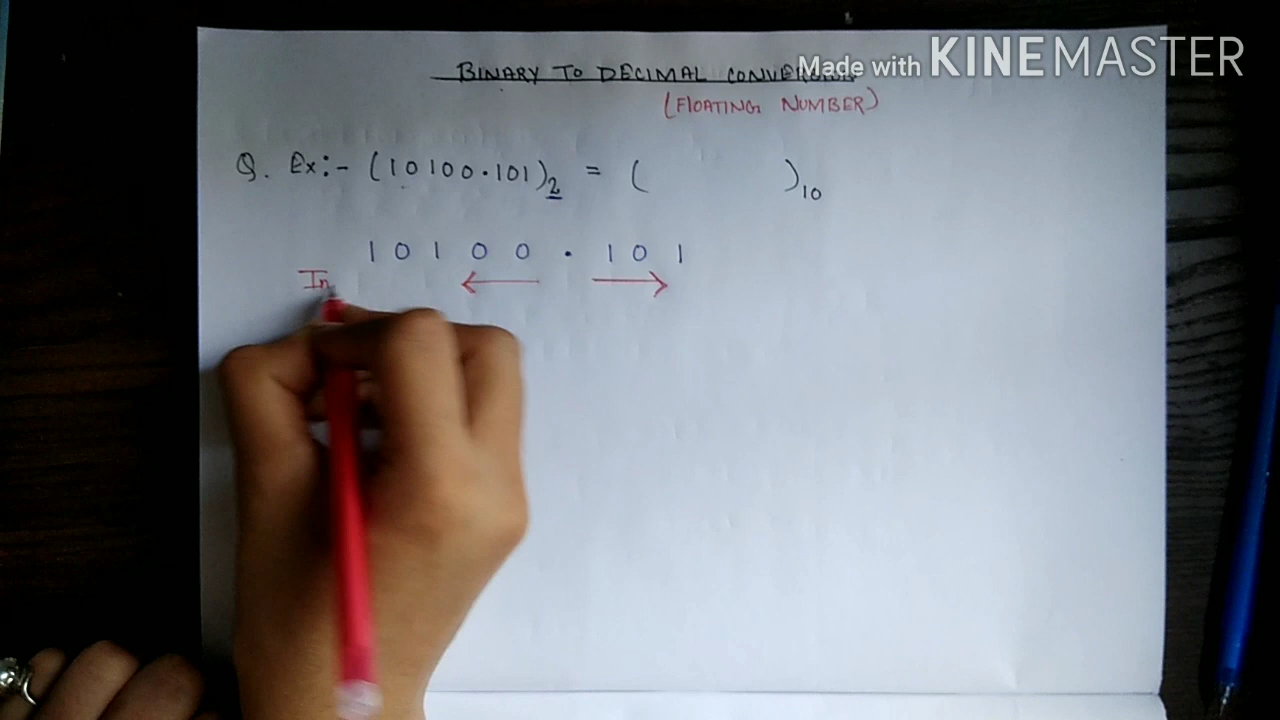 Made with KINEMASTER
BINARY TO DECIMAL CONVERSION
(FlOATING NUMBER)
Q. Ex:- (10100.101)2 = ( )10
1 0 1 0 0 . 1 0 1
In